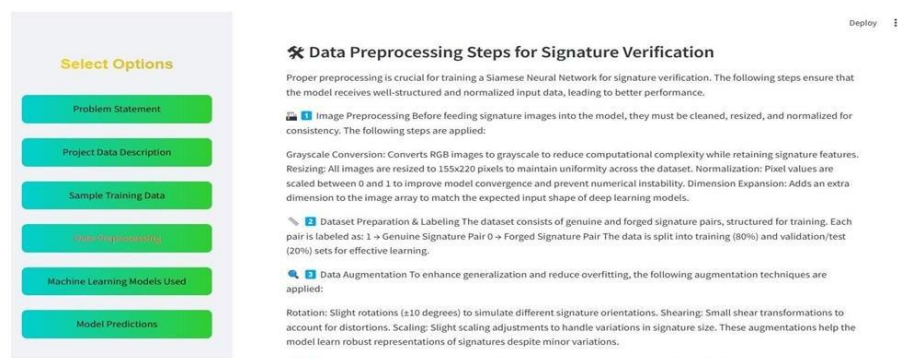 Deploy
Select Options
Problem Statement
Project Data Description
Sample Training Data
Data Preprocessing
Machine Learning Models Used
Model Predictions
🛠 Data Preprocessing Steps for Signature Verification
Proper preprocessing is crucial for training a Siamese Neural Network for signature verification. The following steps ensure that
the model receives well-structured and normalized input data, leading to better performance.
1 Image Preprocessing Before feeding signature images into the model, they must be cleaned, resized, and normalized for
consistency. The following steps are applied:
Grayscale Conversion: Converts RGB images to grayscale to reduce computational complexity while retaining signature features.
Resizing: All images are resized to 155x220 pixels to maintain uniformity across the dataset. Normalization: Pixel values are
scaled between 0 and 1 to improve model convergence and prevent numerical instability. Dimension Expansion: Adds an extra
dimension to the image array to match the expected input shape of deep learning models.
2 Dataset Preparation & Labeling The dataset consists of genuine and forged signature pairs, structured for training. Each
pair is labeled as: 1 → Genuine Signature Pair 0 → Forged Signature Pair The data is split into training (80%) and validation/test
(20%) sets for effective learning.
3 Data Augmentation To enhance generalization and reduce overfitting, the following augmentation techniques are
applied:
Rotation: Slight rotations (±10 degrees) to simulate different signature orientations. Shearing: Small shear transformations to
account for distortions. Scaling: Slight scaling adjustments to handle variations in signature size. These augmentations help the
model learn robust representations of signatures despite minor variations.